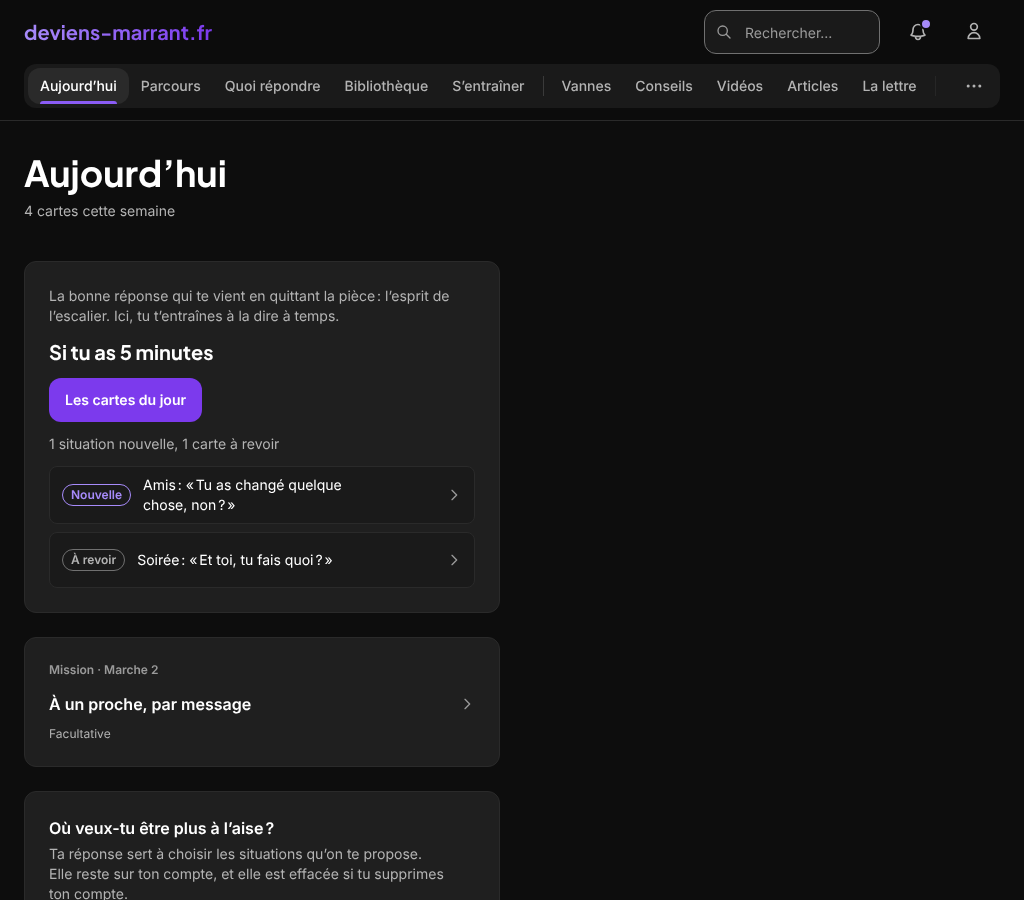 deviens-marrant.fr
Rechercher...
Aujourd’hui
Parcours
Quoi répondre
Bibliothèque
S’entraîner
Vannes
Conseils
Vidéos
Articles
La lettre
Aujourd’hui
4 cartes cette semaine
La bonne réponse qui te vient en quittant la pièce : l’esprit de
l’escalier. Ici, tu t’entraînes à la dire à temps.
Si tu as 5 minutes
Les cartes du jour
1 situation nouvelle, 1 carte à revoir
Nouvelle
Amis : « Tu as changé quelque
chose, non ? »
À revoir
Soirée : « Et toi, tu fais quoi ? »
Mission · Marche 2
À un proche, par message
Facultative
Où veux-tu être plus à l’aise ?
Ta réponse sert à choisir les situations qu’on te propose.
Elle reste sur ton compte, et elle est effacée si tu supprimes
ton compte.